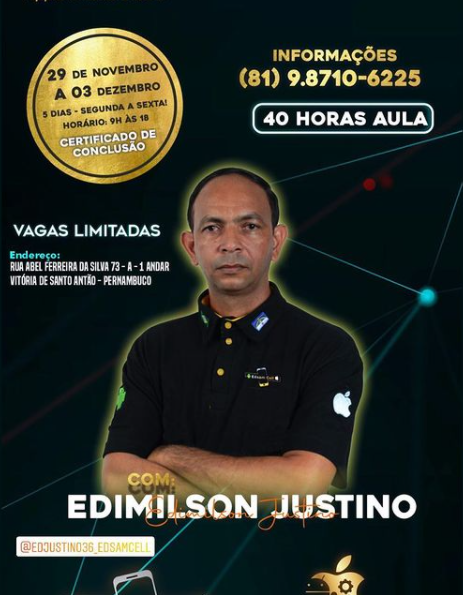 29 DE NOVEMBRO
A 03 DEZEMBRO
5 DIAS - SEGUNDA A SEXTA!
HORÁRIO: 9H ÀS 18
CERTIFICADO DE
CONCLUSÃO
INFORMAÇÕES
(81) 9.8710-6225
40 HORAS AULA
VAGAS LIMITADAS
Endereço:
RUA ABEL FERREIRA DA SILVA 73 - A - 1 ANDAR
VITÓRIA DE SANTO ANTÃO - PERNAMBUCO
COM:
EDIMILSON JUSTINO
Edimilson Justino
@EDJUSTINO36_EDSAMCELL